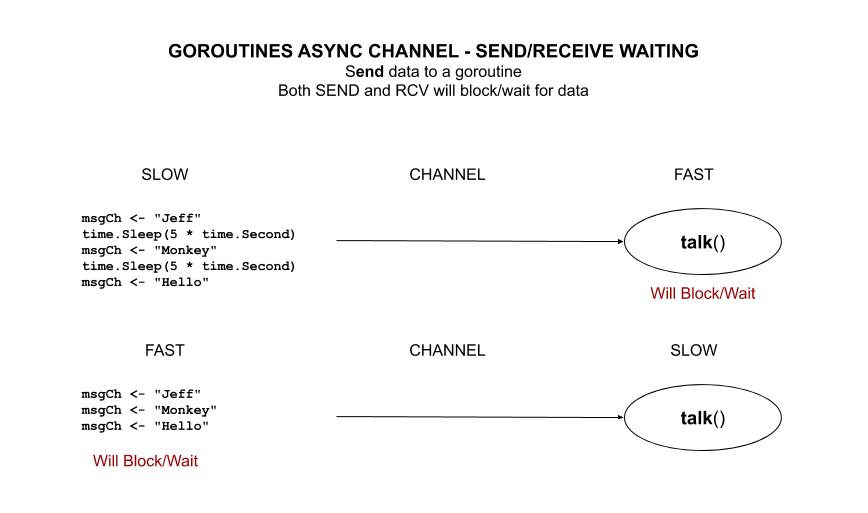 GOROUTINES ASYNC CHANNEL - SEND/RECEIVE WAITING
Send data to a goroutine
Both SEND and RCV will block/wait for data
SLOW
CHANNEL
FAST
msgCh <- "Jeff"
time.Sleep(5 * time.Second)
msgCh <- "Monkey"
time.Sleep(5 * time.Second)
msgCh <- "Hello"
talk()
Will Block/Wait
FAST
CHANNEL
SLOW
msgCh <- "Jeff"
msgCh <- "Monkey"
msgCh <- "Hello"
talk()
Will Block/Wait